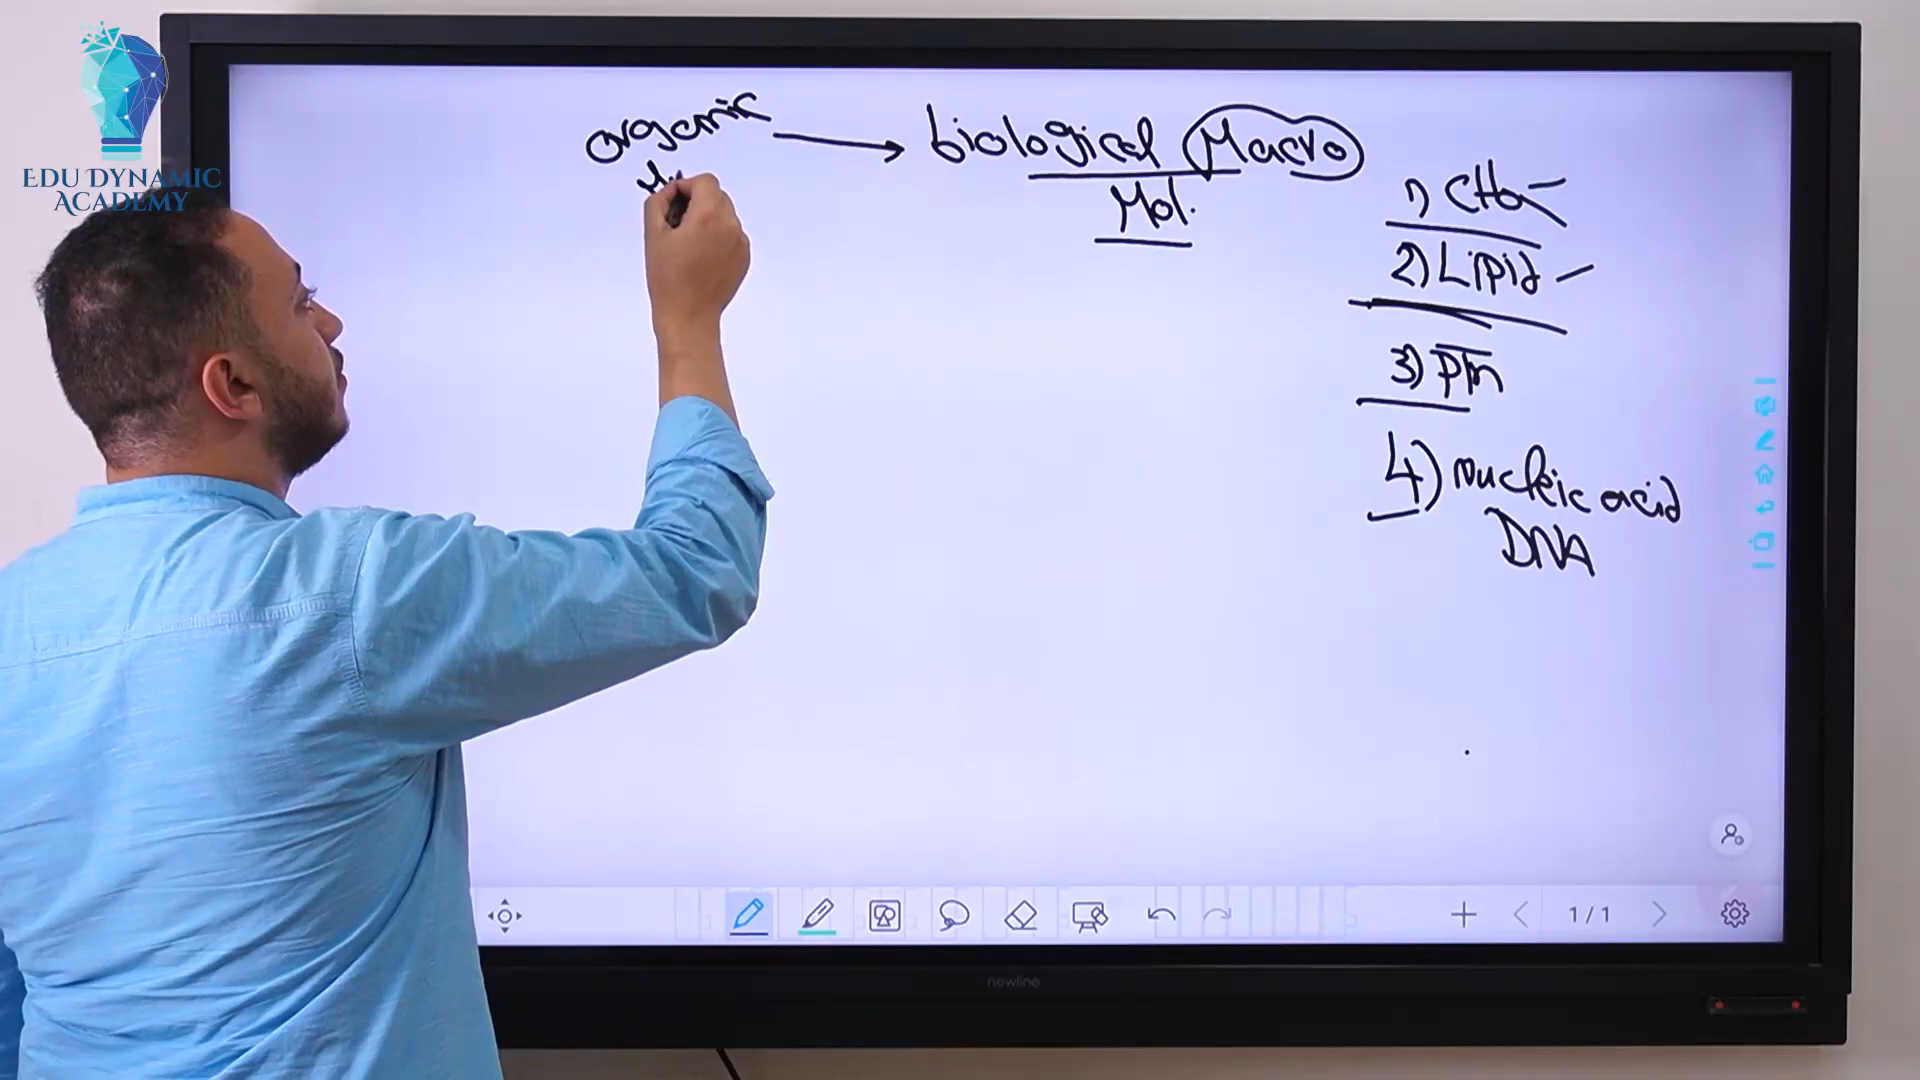 EDU DYNAMIC
ACADEMY
organic → biological Macro
Mol.
1) CHO
2) Lipid
3) Ptn
4) nucleic acid
DNA
1/1
newline